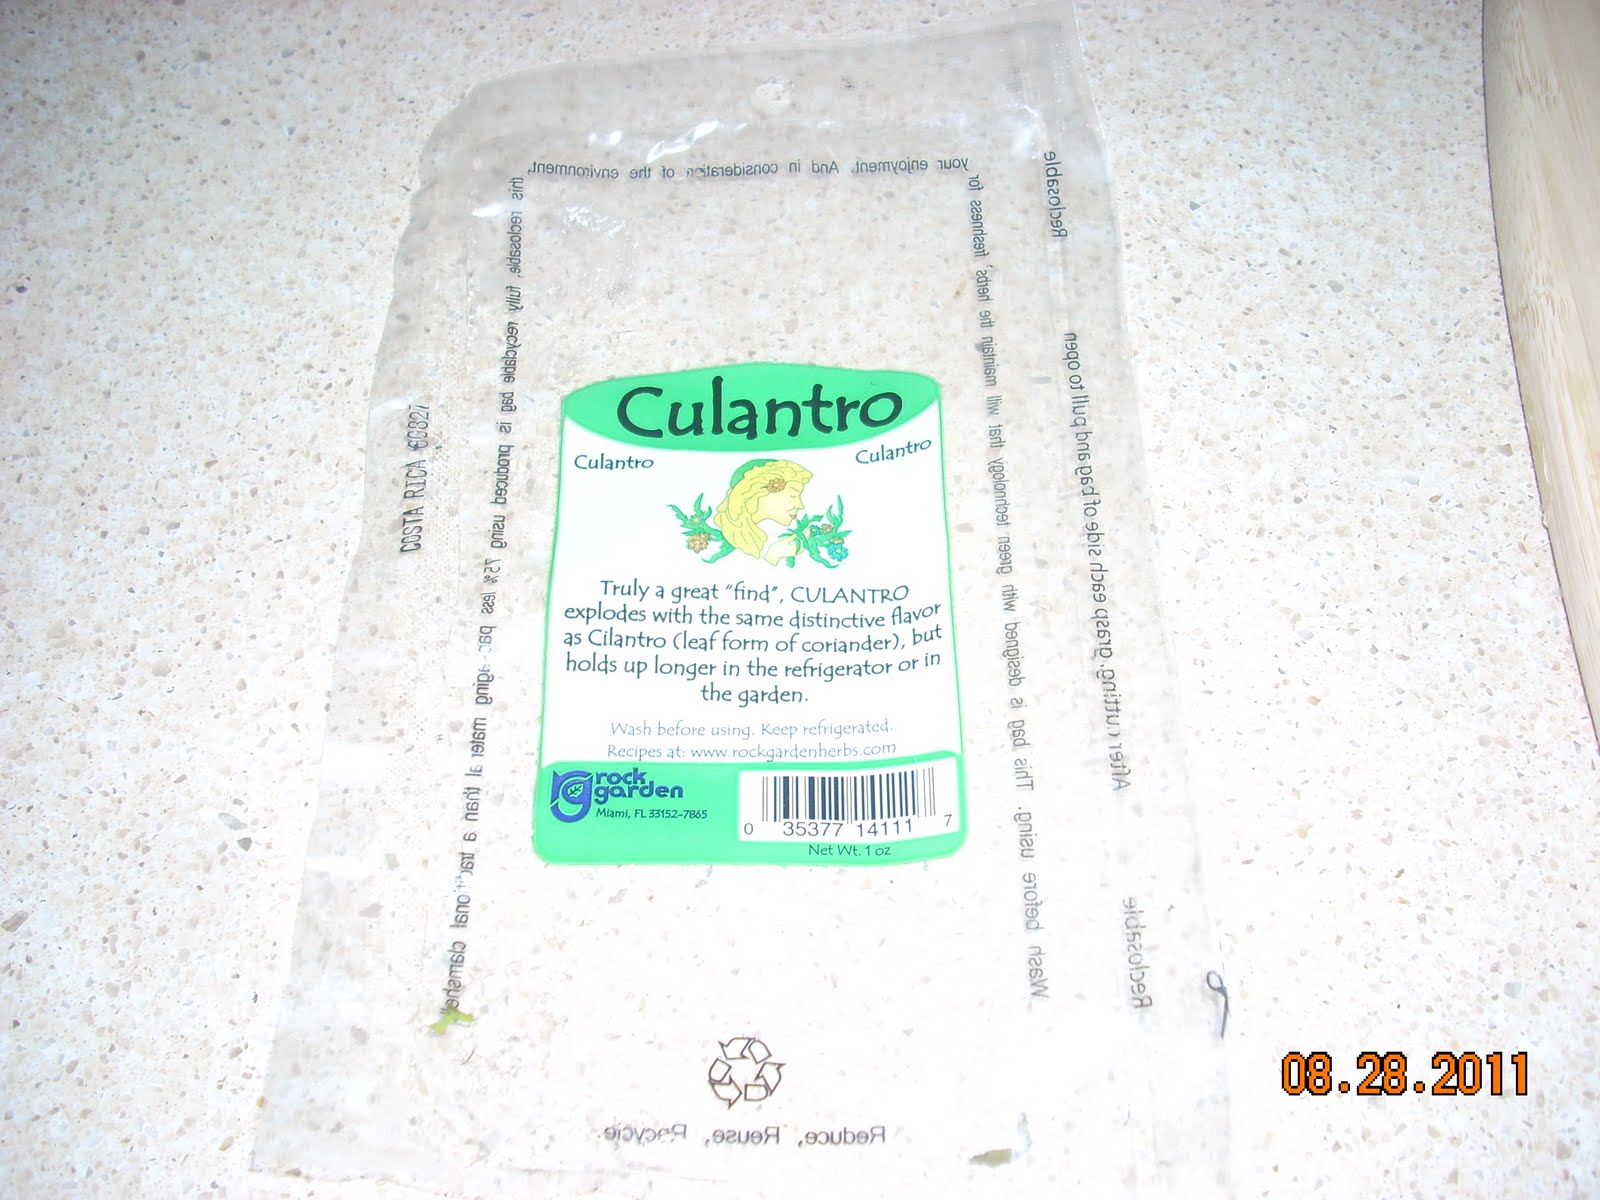 your enjoyment. And in consideration of the environment,
this reclosable, fully recyclable bag is produced using 75% less packaging material than a traditional clamshell
for freshness 'herbs the maintain will that technology green with designed is bag This .using before Wash
Reclosable
After cutting, grasp each side of bag and pull to open
Reclosable
COSTA RICA 60827
Culantro
Culantro
Culantro
Truly a great "find", CULANTRO
explodes with the same distinctive flavor
as Cilantro (leaf form of coriander), but
holds up longer in the refrigerator or in
the garden.
Wash before using. Keep refrigerated.
Recipes at: www.rockgardenherbs.com
rg
rock
garden
Miami, FL 33152-7865
0 35377 14111 7
Net Wt. 1 oz
Reduce, Reuse, Recycle.
08.28.2011